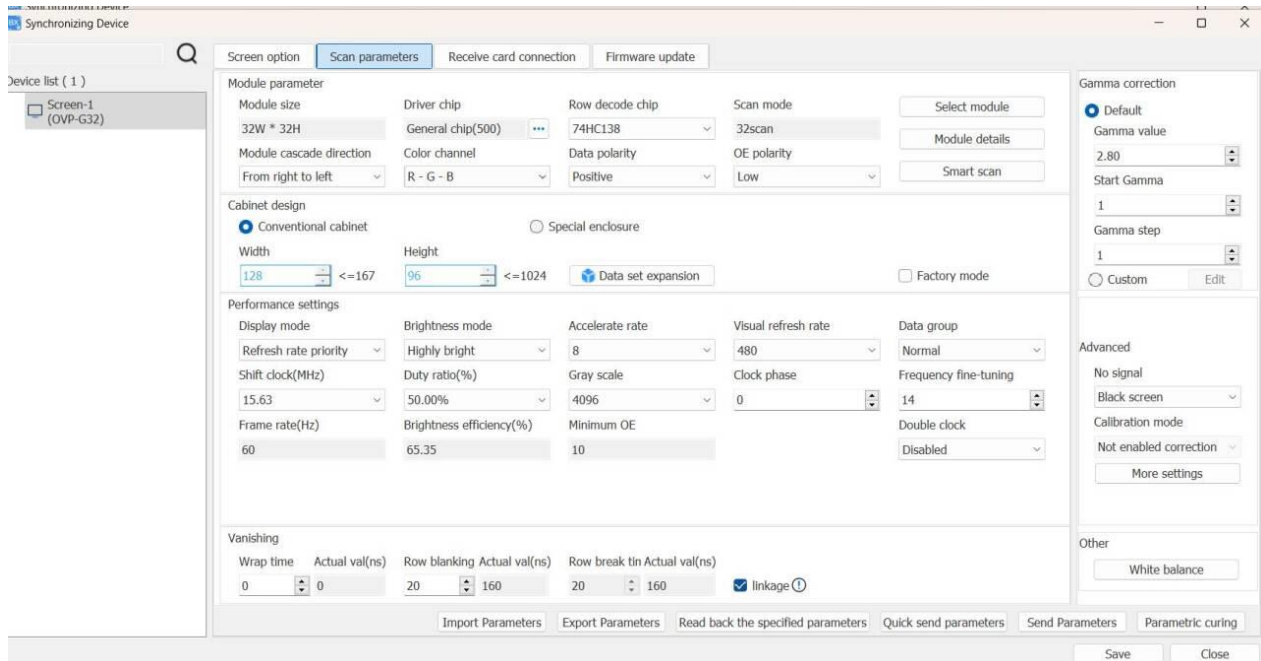 Synchronizing Device
Device list ( 1 )
Screen-1
(OVP-G32)
Screen option Scan parameters Receive card connection Firmware update
Module parameter
Module size Driver chip Row decode chip Scan mode
32W * 32H General chip(500) ••• 74HC138 32scan Select module
Module details
Module cascade direction Color channel Data polarity OE polarity
From right to left R - G - B Positive Low Smart scan
Cabinet design
Conventional cabinet Special enclosure
Width Height
128 <=167 96 <=1024 Data set expansion Factory mode
Performance settings
Display mode Brightness mode Accelerate rate Visual refresh rate Data group
Refresh rate priority Highly bright 8 480 Normal
Shift clock(MHz) Duty ratio(%) Gray scale Clock phase Frequency fine-tuning
15.63 50.00% 4096 0 14
Frame rate(Hz) Brightness efficiency(%) Minimum OE Double clock
60 65.35 10 Disabled
Vanishing
Wrap time Actual val(ns) Row blanking Actual val(ns) Row break tin Actual val(ns)
0 0 20 160 20 160 linkage
Gamma correction
Default
Gamma value
2.80
Start Gamma
1
Gamma step
1
Custom Edit
Advanced
No signal
Black screen
Calibration mode
Not enabled correction
More settings
Other
White balance
Import Parameters Export Parameters Read back the specified parameters Quick send parameters Send Parameters Parametric curing
Save Close